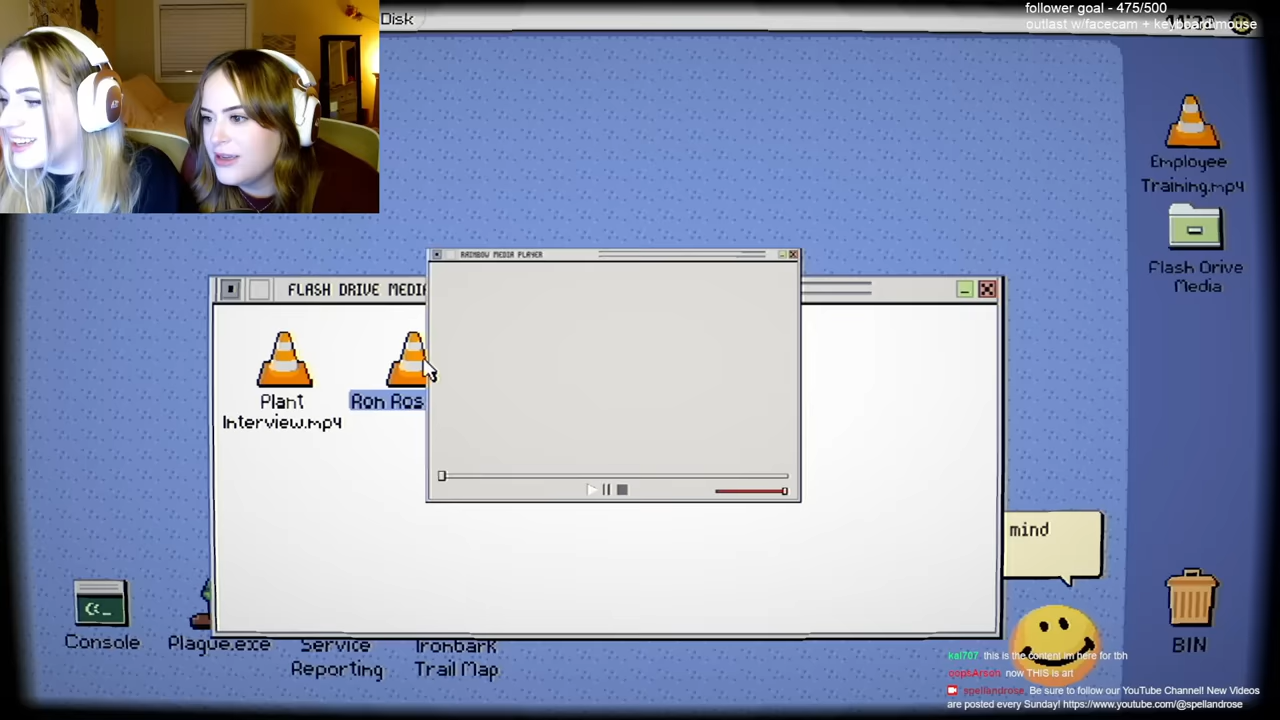 Disk
follower goal - 475/500
outlast w/facecam + keyboard/mouse
Employee
Training.mp4
Flash Drive
Media
RAINBOW MEDIA PLAYER
FLASH DRIVE MEDI
Plant
Interview.mp4
Ron Ros
mind
Console
Plague.exe
Service
Reporting
Ironbark
Trail Map
BIN
kai707 this is the content im here for tbh
now THIS is art
spellandrose: Be sure to follow our YouTube Channel! New Videos
are posted every Sunday! https://www.youtube.com/@spellandrose